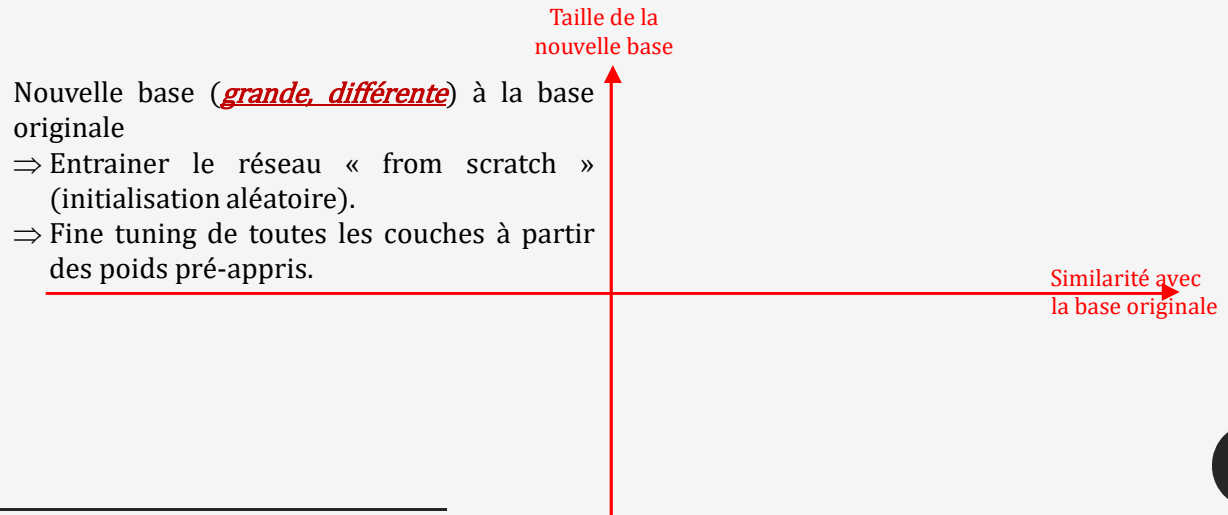 Taille de la
nouvelle base
Nouvelle base (grande, différente) à la base
originale
⇒ Entrainer le réseau « from scratch »
(initialisation aléatoire).
⇒ Fine tuning de toutes les couches à partir
des poids pré-appris.
Similarité avec
la base originale